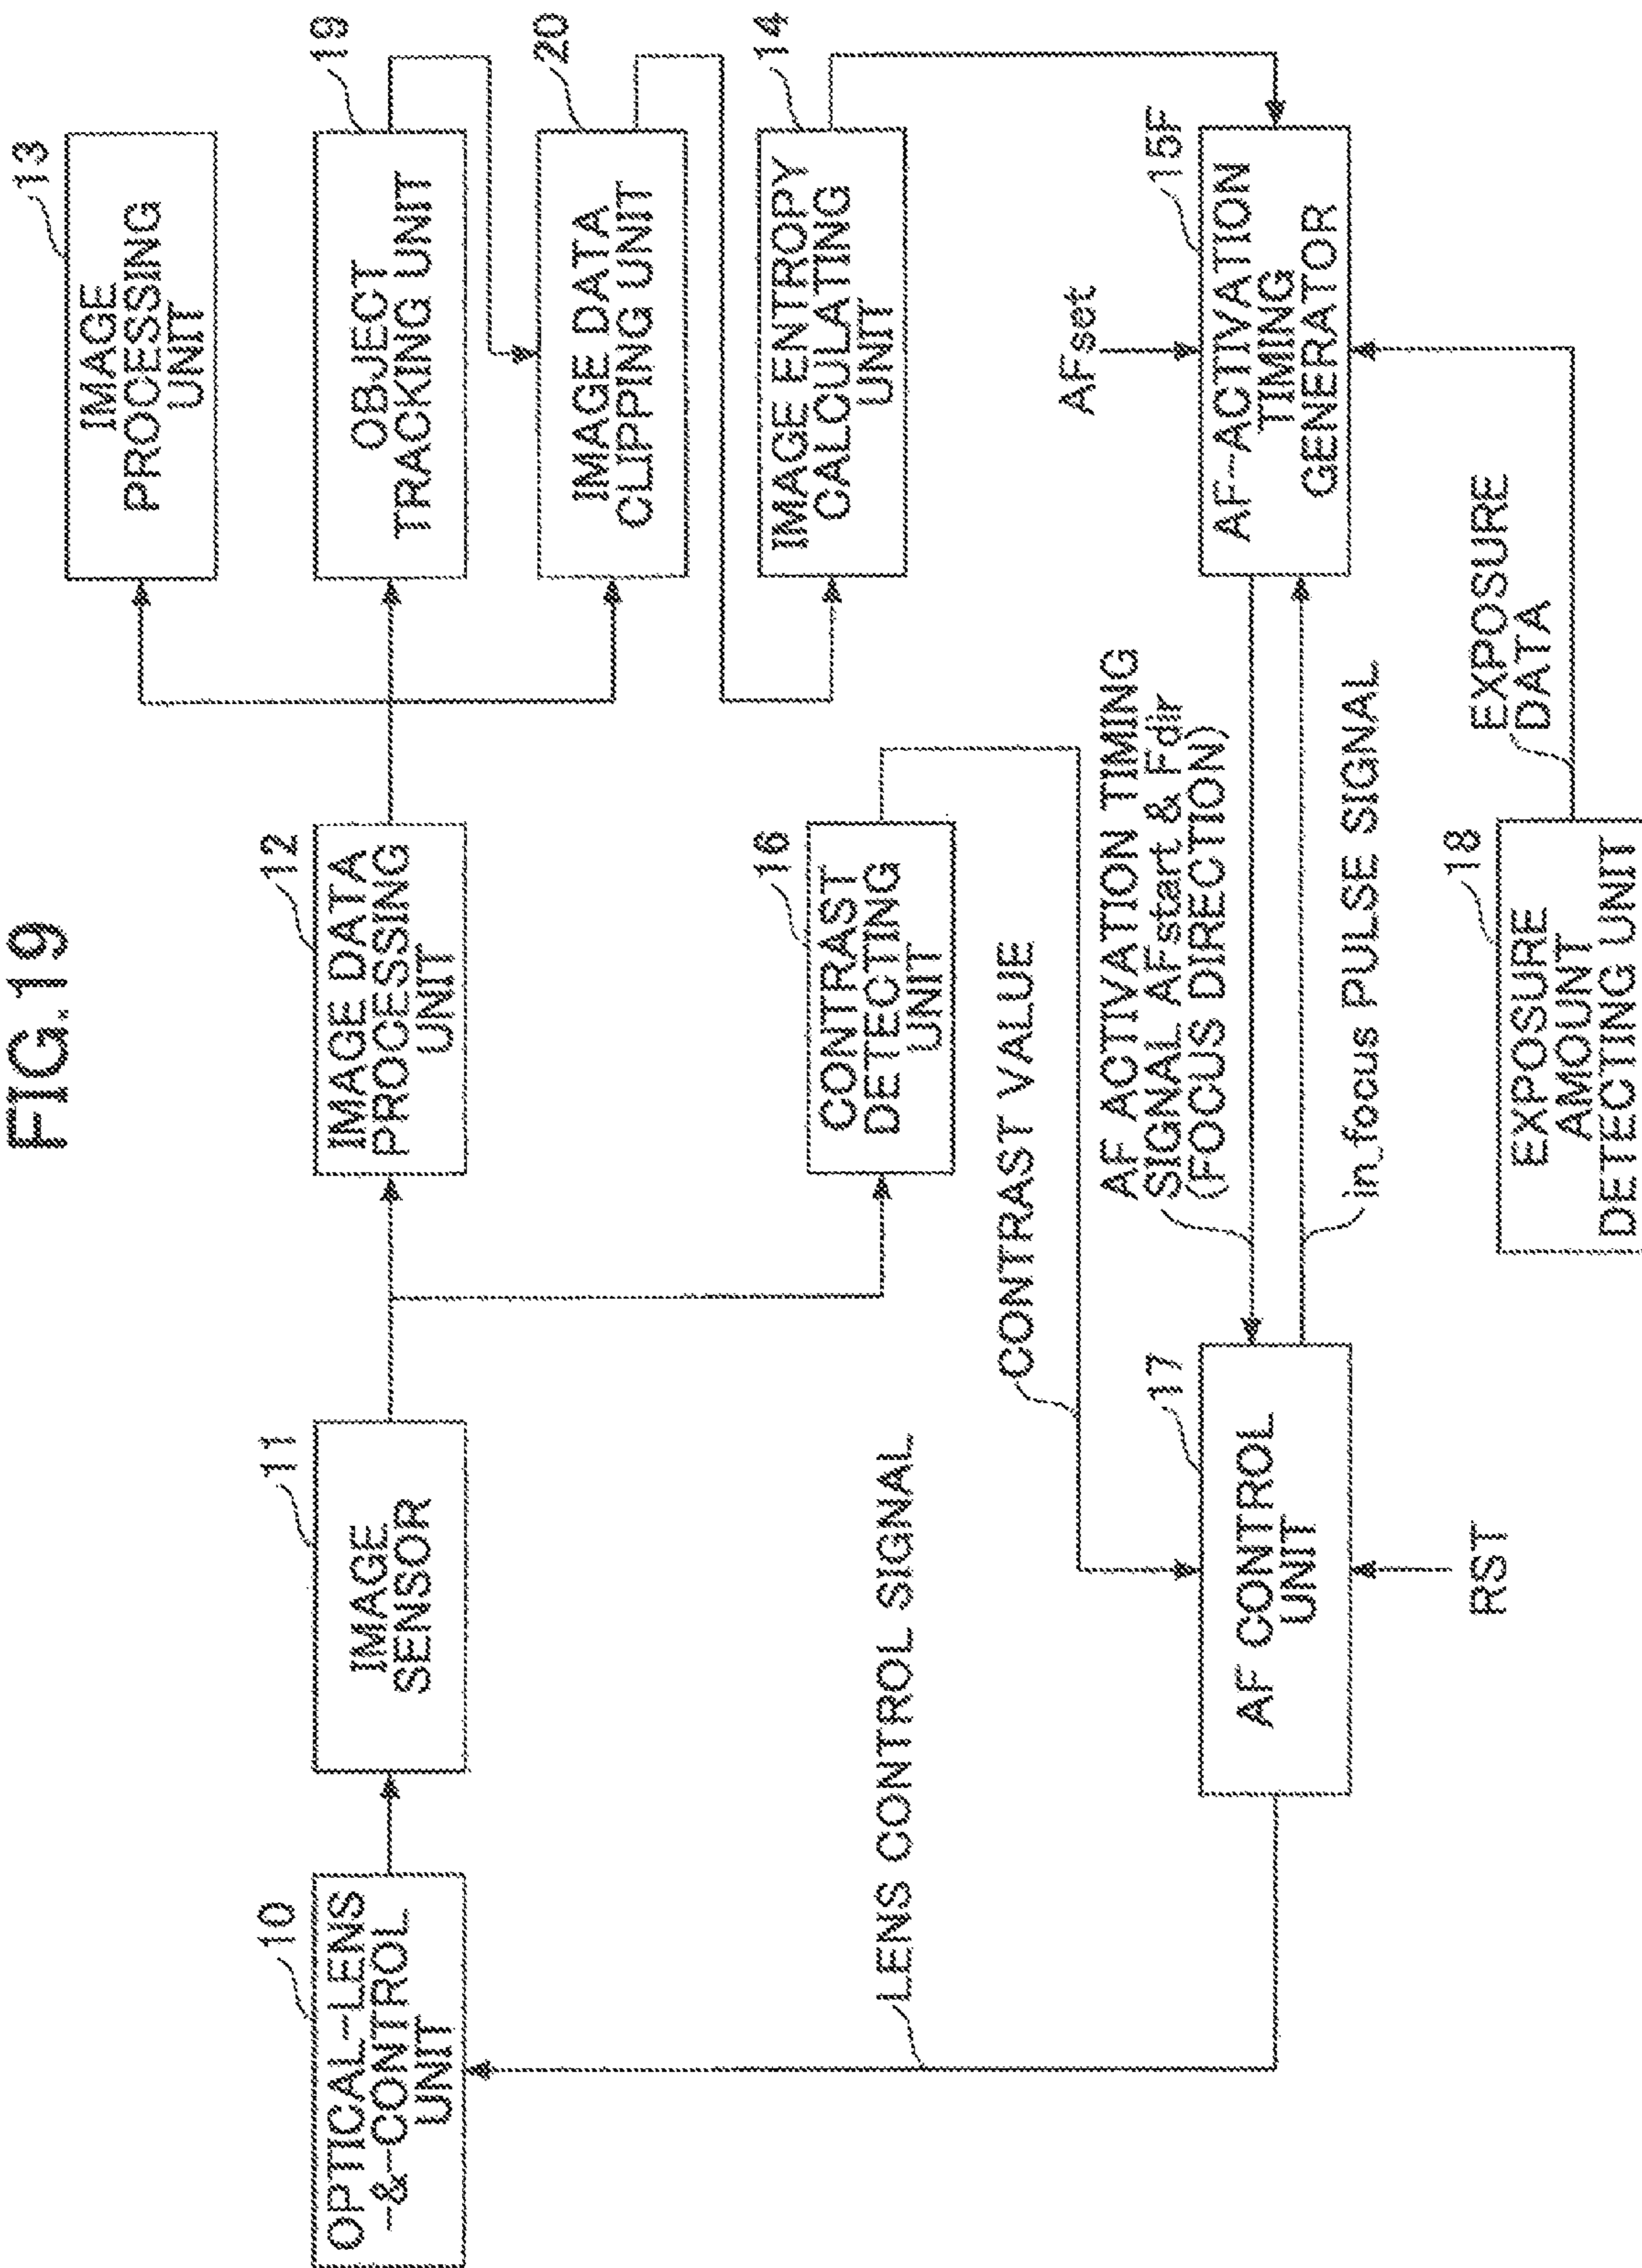 FIG.19
10
OPTICAL-LENS
-&-CONTROL
UNIT
11
IMAGE
SENSOR
12
IMAGE DATA
PROCESSING
UNIT
13
IMAGE
PROCESSING
UNIT
19
OBJECT
TRACKING UNIT
20
IMAGE DATA
CLIPPING UNIT
14
IMAGE ENTROPY
CALCULATING
UNIT
16
CONTRAST
DETECTING
UNIT
LENS CONTROL SIGNAL
CONTRAST VALUE
AF ACTIVATION TIMING
SIGNAL AFstart & Fdir
(FOCUS DIRECTION)
AFset
15F
AF-ACTIVATION
TIMING
GENERATOR
17
AF CONTROL
UNIT
in_focus PULSE SIGNAL
RST
EXPOSURE
DATA
18
EXPOSURE
AMOUNT
DETECTING UNIT